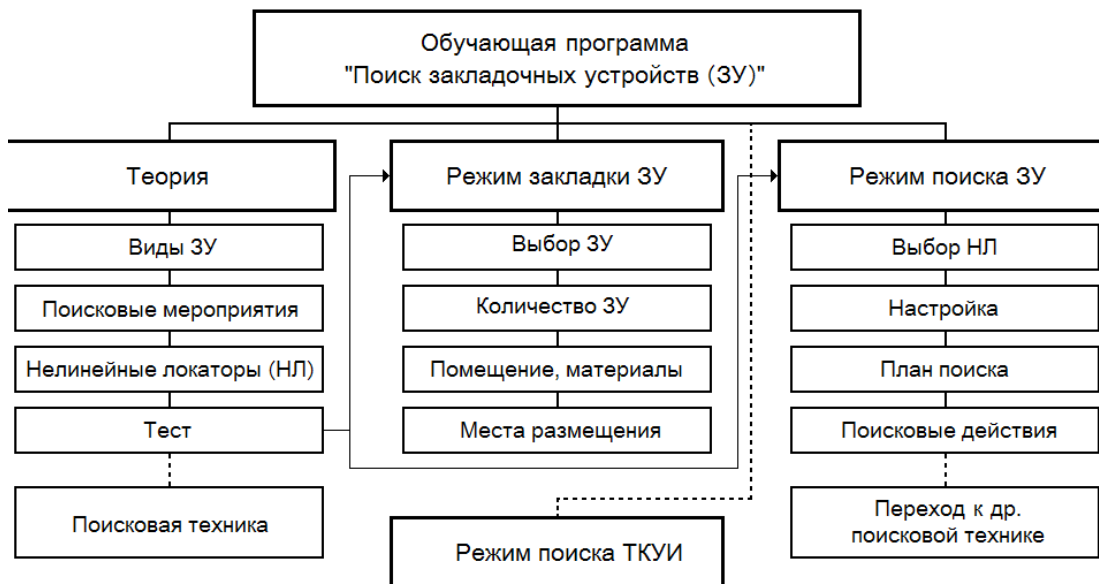 Обучающая программа
"Поиск закладочных устройств (ЗУ)"
Теория
Режим закладки ЗУ
Режим поиска ЗУ
Виды ЗУ
Выбор ЗУ
Выбор НЛ
Поисковые мероприятия
Количество ЗУ
Настройка
Нелинейные локаторы (НЛ)
Помещение, материалы
План поиска
Тест
Места размещения
Поисковые действия
Поисковая техника
Режим поиска ТКУИ
Переход к др.
поисковой технике